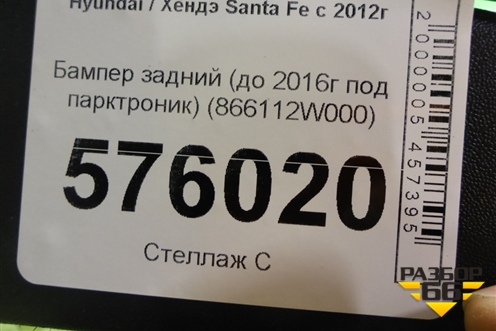 Hyundai / Хендэ Santa Fe с 2012г
Бампер задний (до 2016г под
парктроник) (866112W000)
576020
Стеллаж С
2000005457395
РАЗБОР
66